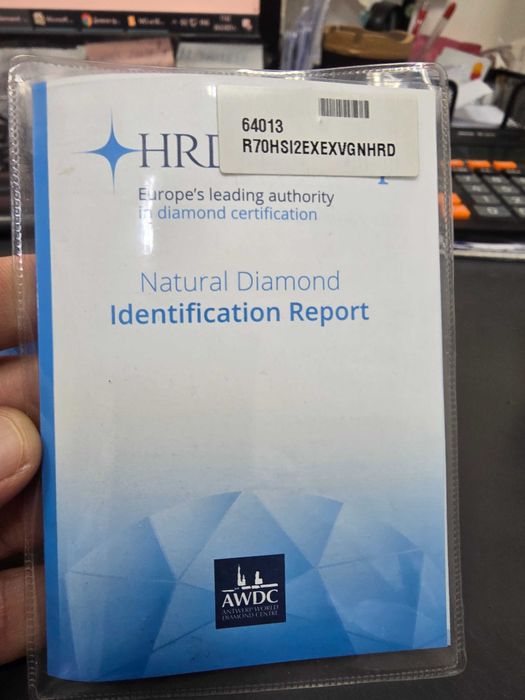 64013
R70HSI2EXEXVGNHRD
HRD
Europe's leading authority
in diamond certification
Natural Diamond
Identification Report
AWDC
ANTWERP WORLD
DIAMOND CENTRE